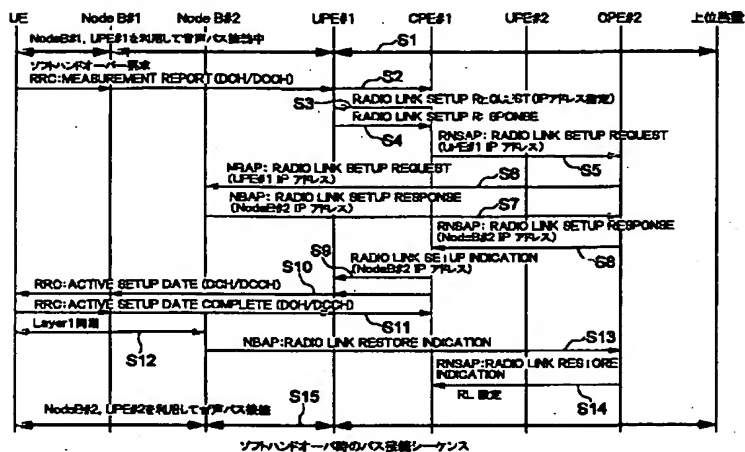 UE
Node B#1
Node B#2
UPE#1
CPE#1
UPE#2
CPE#2
上位装置
NodeB#1, UPE#1を利用して音声パス接続中
S1
ソフトハンドオーバー要求
RRC:MEASUREMENT REPORT (DCH/DCCH)
S2
S3
RADIO LINK SETUP REQUEST(IPアドレス指定)
RADIO LINK SETUP RESPONSE
S4
RNSAP: RADIO LINK SETUP REQUEST
(UPE#1 IP アドレス)
S5
NBAP: RADIO LINK SETUP REQUEST
(UPE#1 IP アドレス)
S6
NBAP: RADIO LINK SETUP RESPONSE
(NodeB#2 IP アドレス)
S7
RNSAP: RADIO LINK SETUP RESPONSE
(NodeB#2 IP アドレス)
S8
S9
RADIO LINK SETUP INDICATION
(NodeB#2 IP アドレス)
S10
RRC:ACTIVE SETUP DATE (DCH/DCCH)
RRC:ACTIVE SETUP DATE COMPLETE (DCH/DCCH)
S11
Layer1同期
S12
NBAP:RADIO LINK RESTORE INDICATION
S13
RNSAP:RADIO LINK RESTORE
INDICATION
RL 設定
S14
NodeB#2, UPE#2を利用して音声パス接続
S15
ソフトハンドオーバ時のパス接続シーケンス